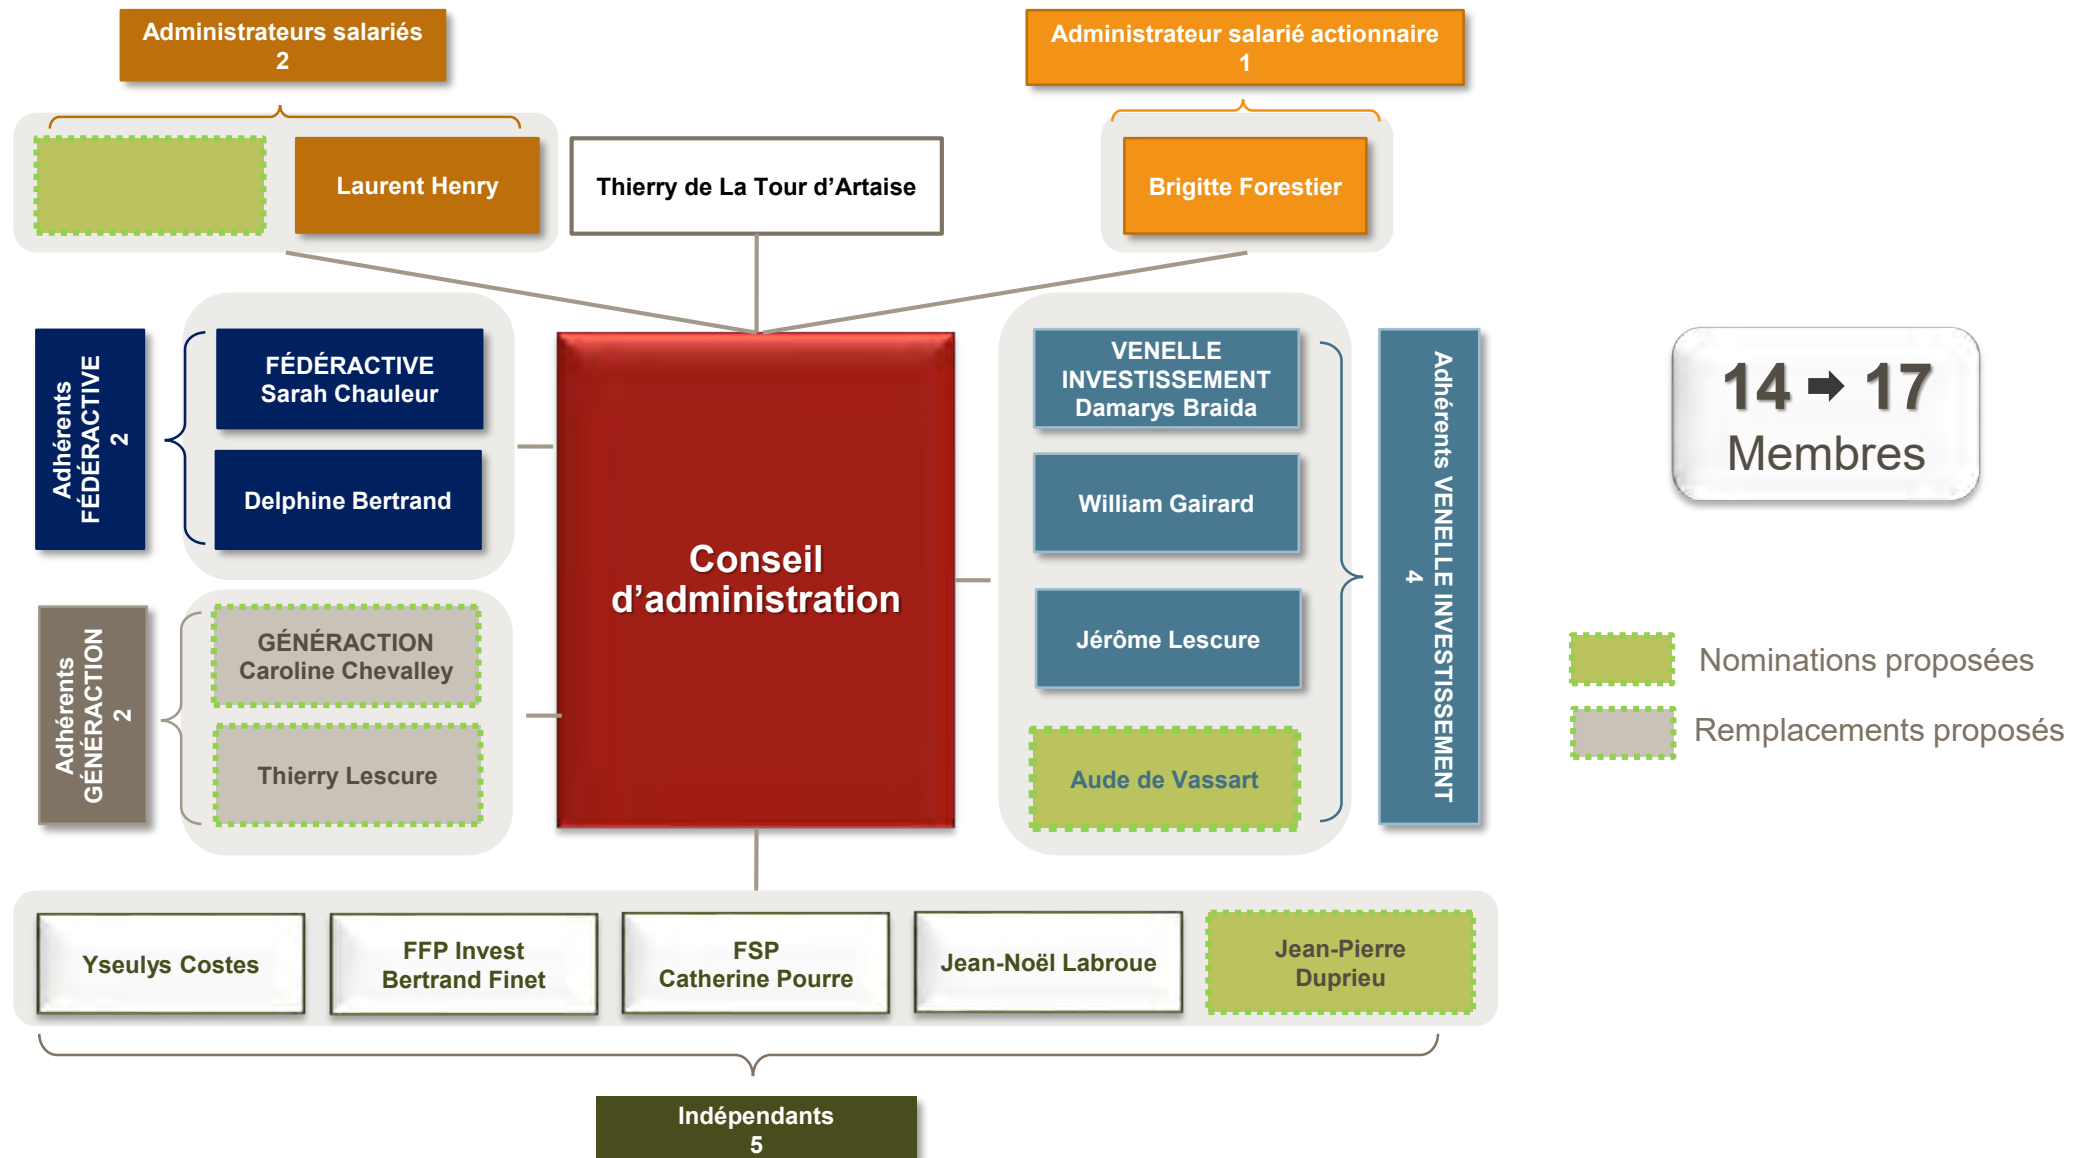 Administrateurs salariés
2
Administrateur salarié actionnaire
1
Laurent Henry
Thierry de La Tour d’Artaise
Brigitte Forestier
Adhérents
FÉDÉRACTIVE
2
FÉDÉRACTIVE
Sarah Chauleur
Delphine Bertrand
Adhérents
GÉNÉRACTION
2
GÉNÉRACTION
Caroline Chevalley
Thierry Lescure
Conseil
d’administration
VENELLE
INVESTISSEMENT
Damarys Braida
William Gairard
Jérôme Lescure
Aude de Vassart
Adhérents VENELLE INVESTISSEMENT
4
14 ➡ 17
Membres
Nominations proposées
Remplacements proposés
Yseulys Costes
FFP Invest
Bertrand Finet
FSP
Catherine Pourre
Jean-Noël Labroue
Jean-Pierre
Duprieu
Indépendants
5